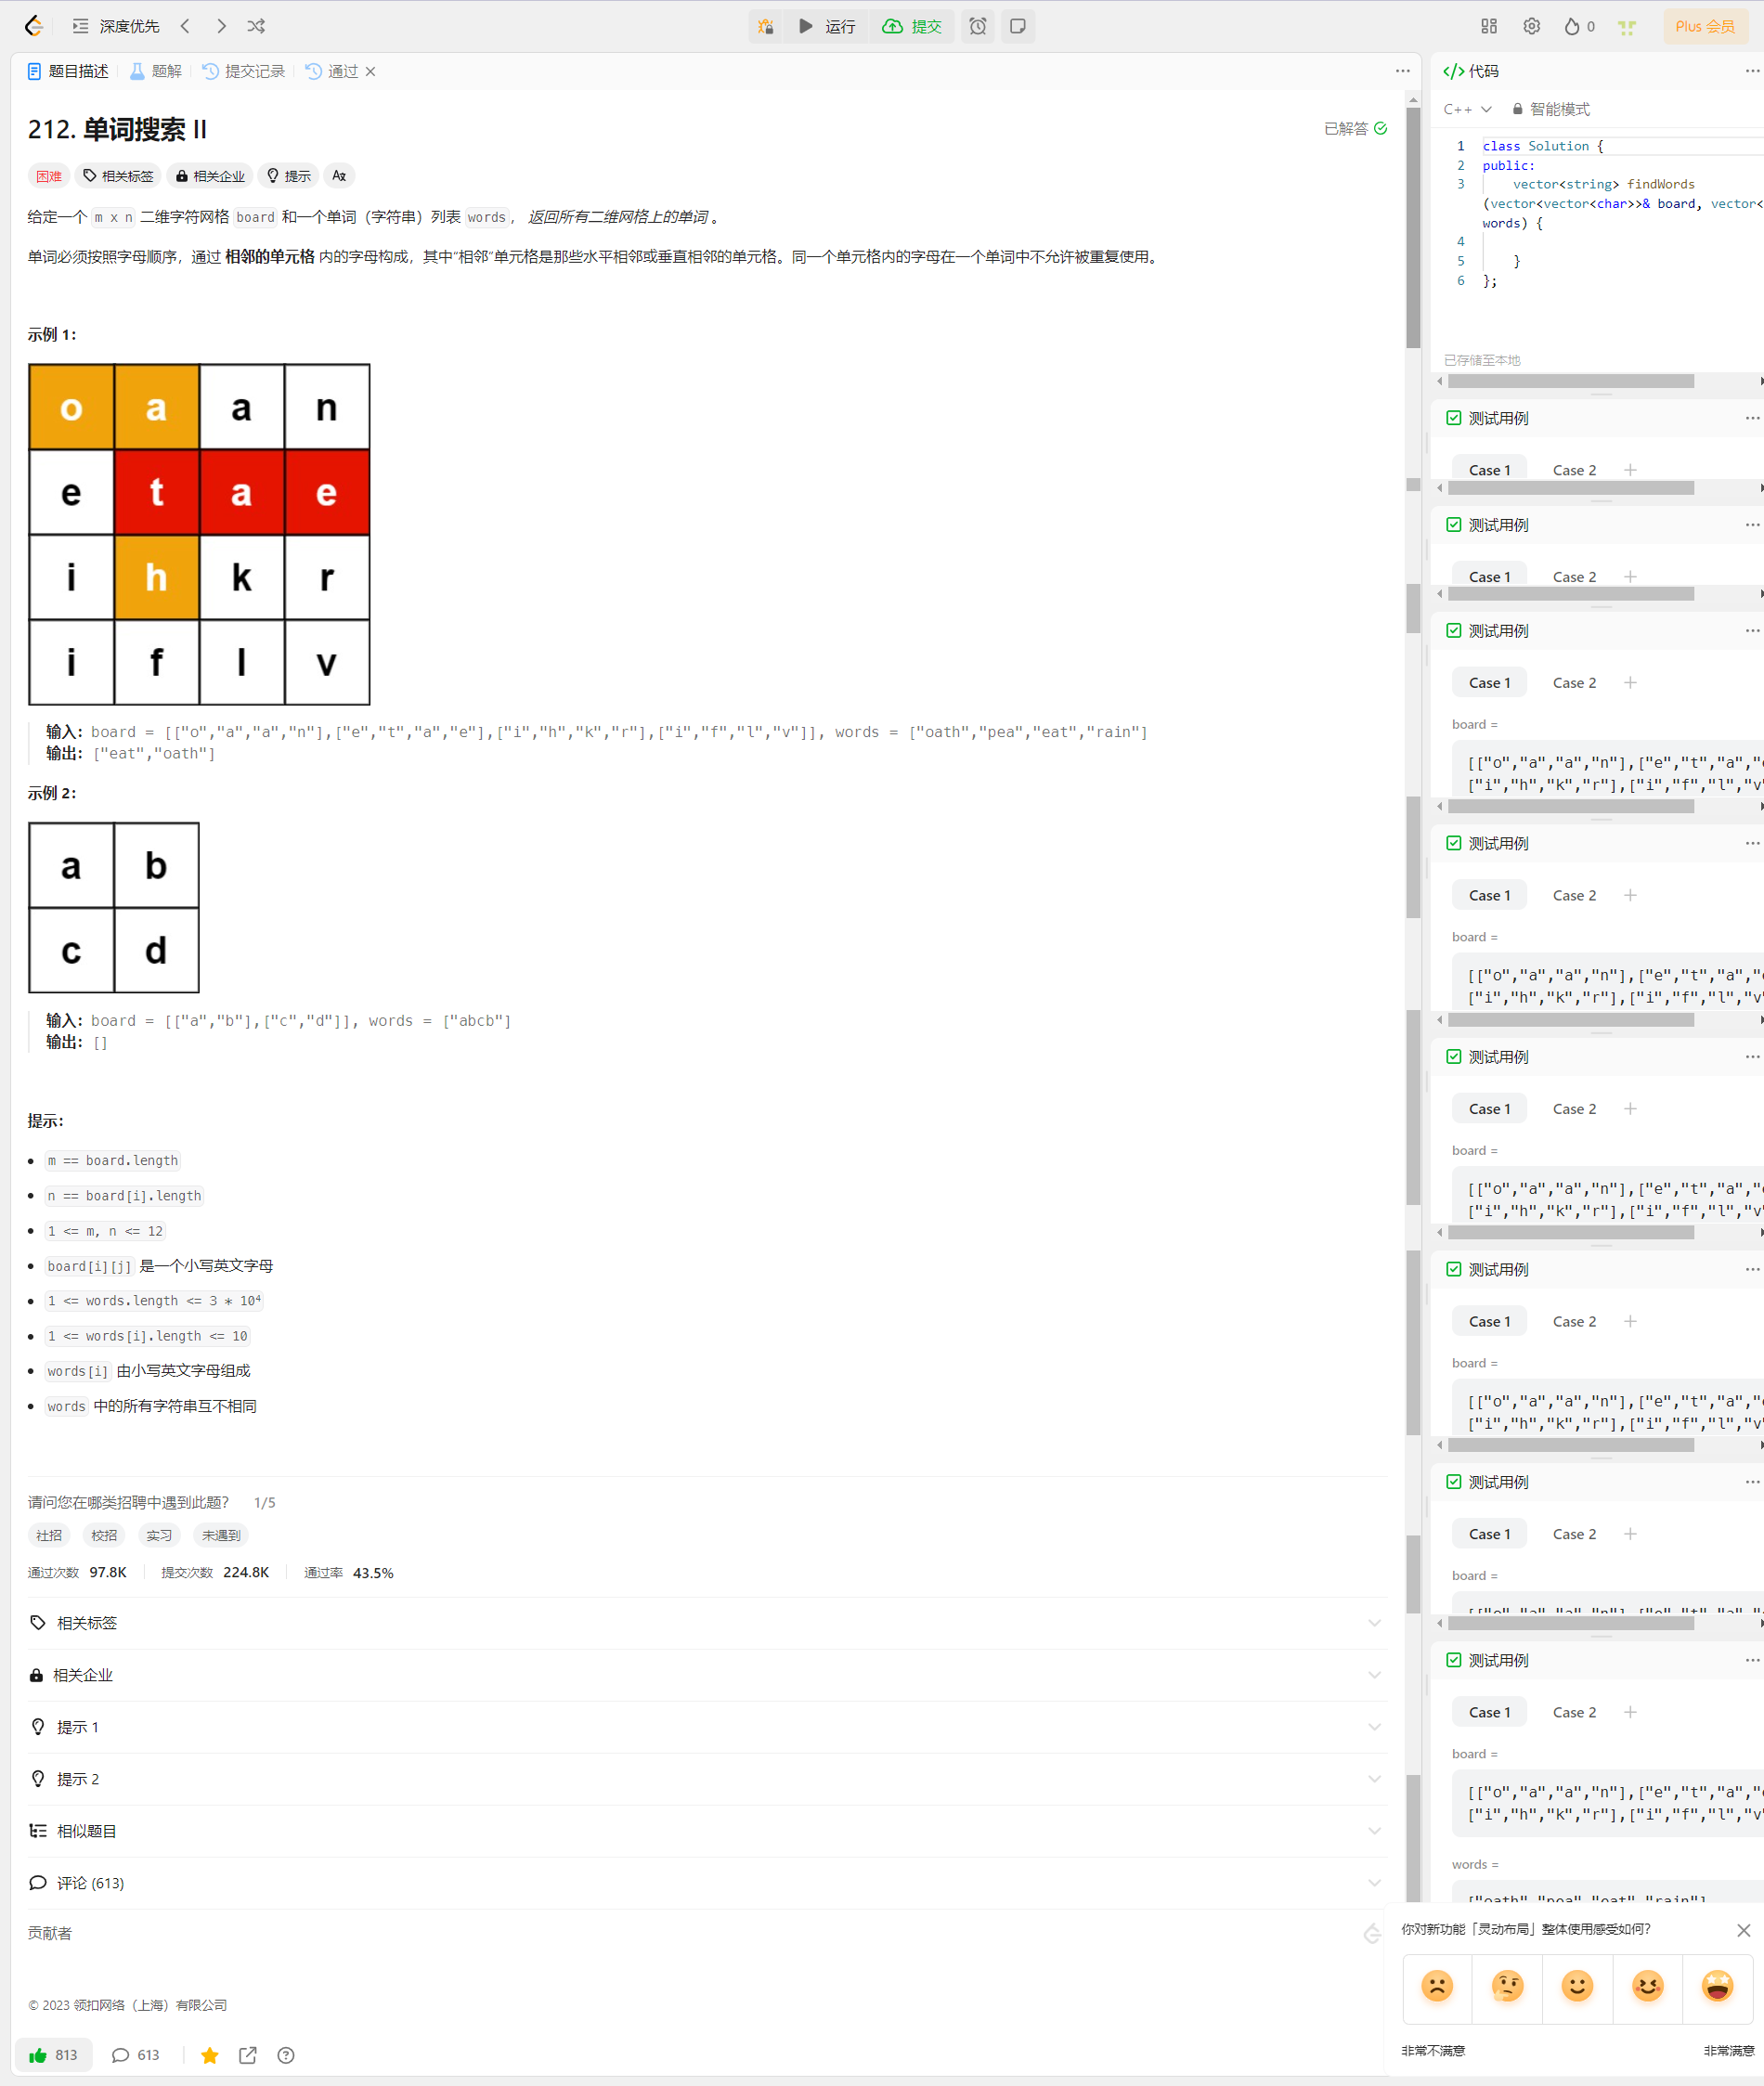 深度优先
运行
提交
0
Plus 会员
题目描述
题解
提交记录
通过
212. 单词搜索 II
已解答
困难
相关标签
相关企业
提示
给定一个 m x n 二维字符网格 board 和一个单词（字符串）列表 words， 返回所有二维网格上的单词 。
单词必须按照字母顺序，通过 相邻的单元格 内的字母构成，其中“相邻”单元格是那些水平相邻或垂直相邻的单元格。同一个单元格内的字母在一个单词中不允许被重复使用。
示例 1：
o a a n
e t a e
i h k r
i f l v
输入：board = [["o","a","a","n"],["e","t","a","e"],["i","h","k","r"],["i","f","l","v"]], words = ["oath","pea","eat","rain"]
输出：["eat","oath"]
示例 2：
a b
c d
输入：board = [["a","b"],["c","d"]], words = ["abcb"]
输出：[]
提示：
m == board.length
n == board[i].length
1 <= m, n <= 12
board[i][j] 是一个小写英文字母
1 <= words.length <= 3 * 10⁴
1 <= words[i].length <= 10
words[i] 由小写英文字母组成
words 中的所有字符串互不相同
请问您在哪类招聘中遇到此题？ 1/5
社招
校招
实习
未遇到
通过次数 97.8K
提交次数 224.8K
通过率 43.5%
相关标签
相关企业
提示 1
提示 2
相似题目
评论 (613)
贡献者
© 2023 领扣网络（上海）有限公司
813
613
代码
C++
智能模式
1 class Solution {
2 public:
3 vector<string> findWords
(vector<vector<char>>& board, vector<
words) {
4
5 }
6 };
已存储至本地
测试用例
Case 1 Case 2
测试用例
Case 1 Case 2
测试用例
Case 1 Case 2
board =
[["o","a","a","n"],["e","t","a","
["i","h","k","r"],["i","f","l","v"
测试用例
Case 1 Case 2
board =
[["o","a","a","n"],["e","t","a","
["i","h","k","r"],["i","f","l","v"
测试用例
Case 1 Case 2
board =
[["o","a","a","n"],["e","t","a","
["i","h","k","r"],["i","f","l","v"
测试用例
Case 1 Case 2
board =
[["o","a","a","n"],["e","t","a","
["i","h","k","r"],["i","f","l","v"
测试用例
Case 1 Case 2
board =
[["o","a","a","n"],["e","t","a","
测试用例
Case 1 Case 2
board =
[["o","a","a","n"],["e","t","a","
["i","h","k","r"],["i","f","l","v"
words =
["oath","pea","eat","rain"]
你对新功能「灵动布局」整体使用感受如何？
非常不满意
非常满意